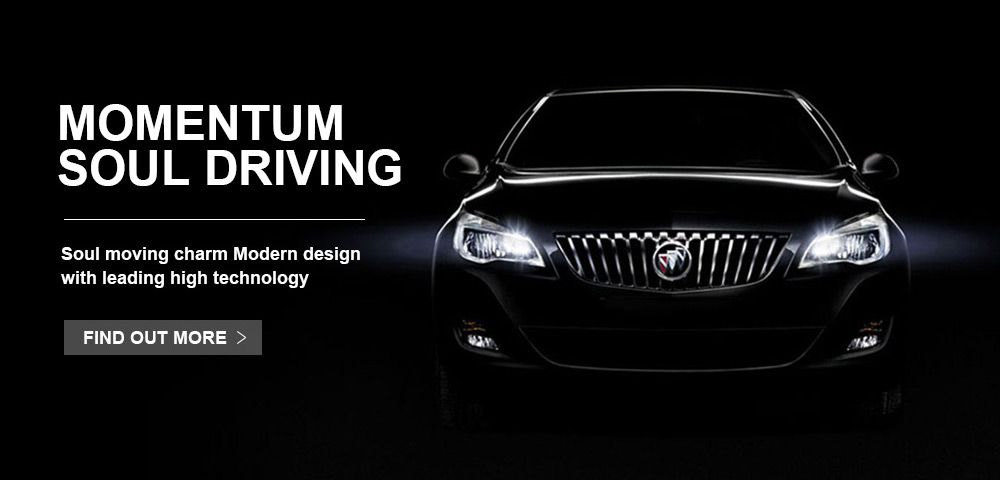 MOMENTUM
SOUL DRIVING
Soul moving charm Modern design
with leading high technology
FIND OUT MORE >